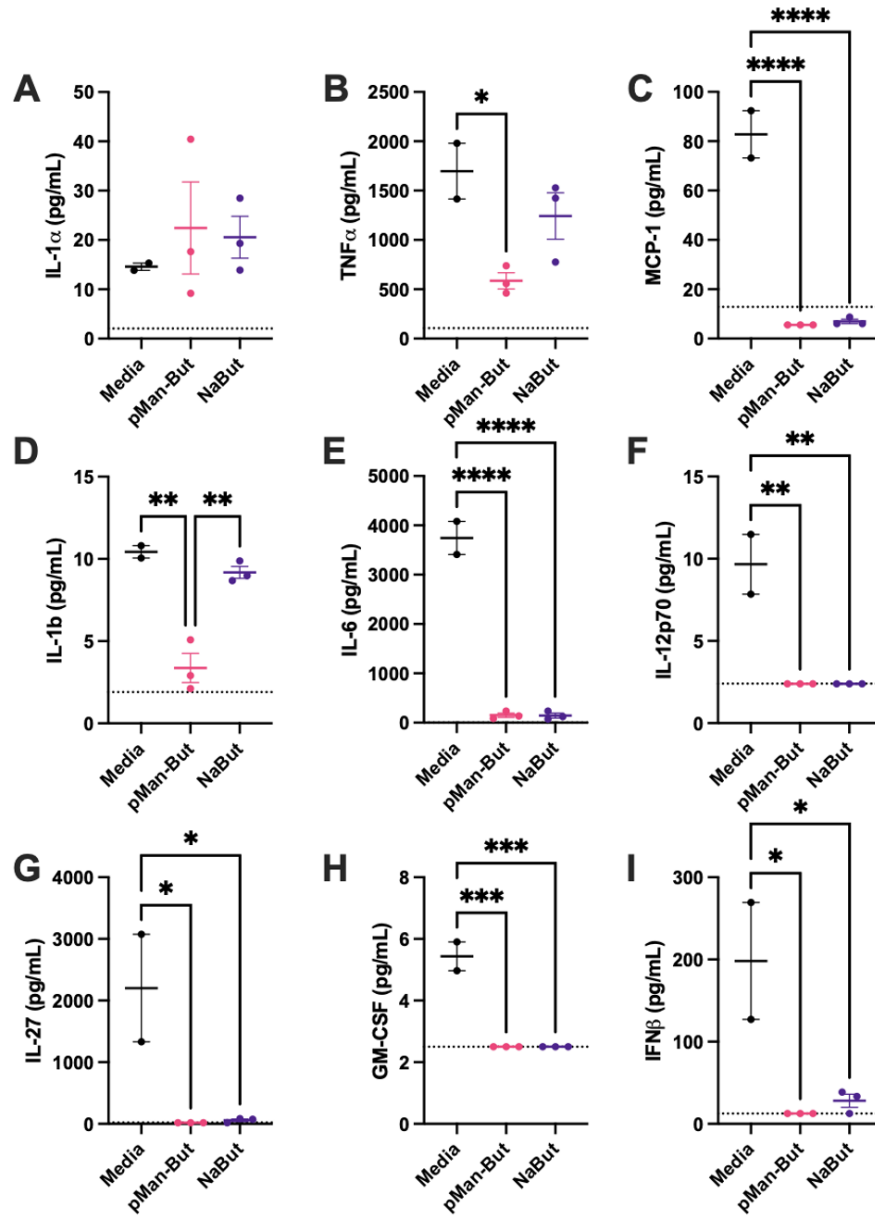 A
IL-1α (pg/mL)
50
40
30
20
10
0
Media
pMan-But
NaBut
B
TNFα (pg/mL)
2500
2000
1500
1000
500
0
*
Media
pMan-But
NaBut
C
MCP-1 (pg/mL)
100
80
60
40
20
0
****
****
Media
pMan-But
NaBut
D
IL-1b (pg/mL)
15
10
5
0
** **
Media
pMan-But
NaBut
E
IL-6 (pg/mL)
5000
4000
3000
2000
1000
0
****
****
Media
pMan-But
NaBut
F
IL-12p70 (pg/mL)
15
10
5
0
**
**
Media
pMan-But
NaBut
G
IL-27 (pg/mL)
4000
3000
2000
1000
0
*
*
Media
pMan-But
NaBut
H
GM-CSF (pg/mL)
8
6
4
2
0
***
***
Media
pMan-But
NaBut
I
IFNβ (pg/mL)
300
200
100
0
*
*
Media
pMan-But
NaBut